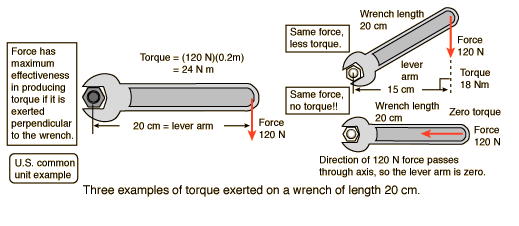 Force has
maximum
effectiveness
in producing
torque if it is
exerted
perpendicular
to the wrench.
U.S. common
unit example
Torque = (120 N)(0.2m)
= 24 N m
20 cm = lever arm
Force
120 N
Same force,
less torque.
Wrench length
20 cm
Force
120 N
lever
arm
15 cm
Torque
18 Nm
Same force,
no torque!!
Wrench length
20 cm
Zero torque
Force
120 N
Direction of 120 N force passes
through axis, so the lever arm is zero.
Three examples of torque exerted on a wrench of length 20 cm.